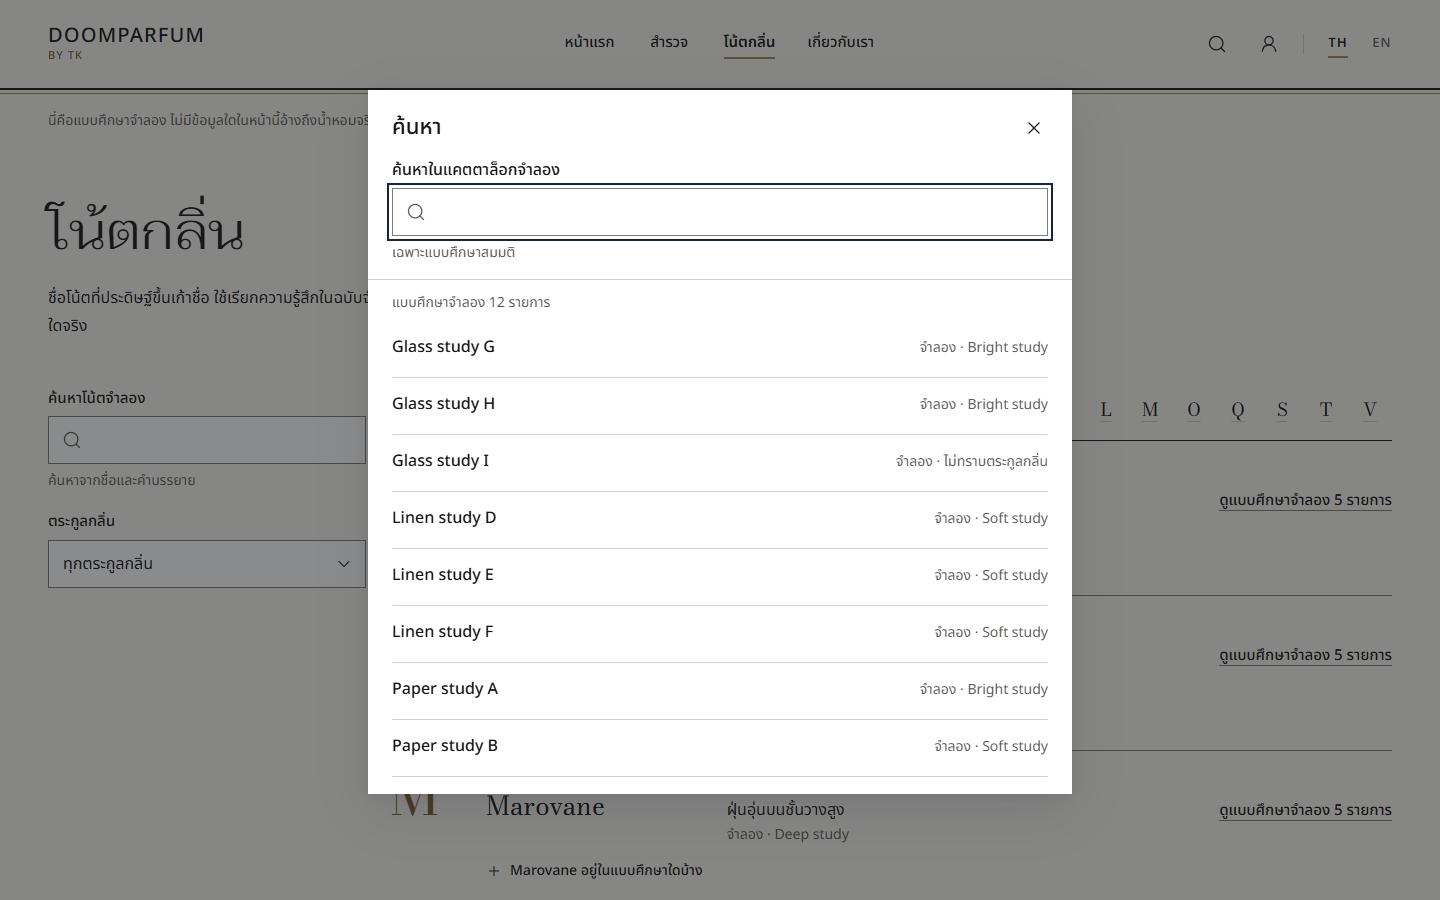 DOOMPARFUM
BY TK
หน้าแรก
สำรวจ
โน้ตกลิ่น
เกี่ยวกับเรา
TH
EN
นี่คือแบบศึกษาจำลอง ไม่มีข้อมูลใดในหน้านี้อ้างถึงน้ำหอมจริ
โน้ตกลิ่น
ชื่อโน้ตที่ประดิษฐ์ขึ้นเก้าชื่อ ใช้เรียกความรู้สึกในฉบับจำ
ใดจริง
ค้นหาโน้ตจำลอง
ค้นหาจากชื่อและคำบรรยาย
ตระกูลกลิ่น
ทุกตระกูลกลิ่น
ค้นหา
ค้นหาในแคตตาล็อกจำลอง
เฉพาะแบบศึกษาสมมติ
แบบศึกษาจำลอง 12 รายการ
Glass study G
จำลอง · Bright study
Glass study H
จำลอง · Bright study
Glass study I
จำลอง · ไม่ทราบตระกูลกลิ่น
Linen study D
จำลอง · Soft study
Linen study E
จำลอง · Soft study
Linen study F
จำลอง · Soft study
Paper study A
จำลอง · Bright study
Paper study B
จำลอง · Soft study
L M O Q S T V
ดูแบบศึกษาจำลอง 5 รายการ
ดูแบบศึกษาจำลอง 5 รายการ
M
Marovane
ฝุ่นอุ่นบนชั้นวางสูง
จำลอง · Deep study
ดูแบบศึกษาจำลอง 5 รายการ
Marovane อยู่ในแบบศึกษาใดบ้าง